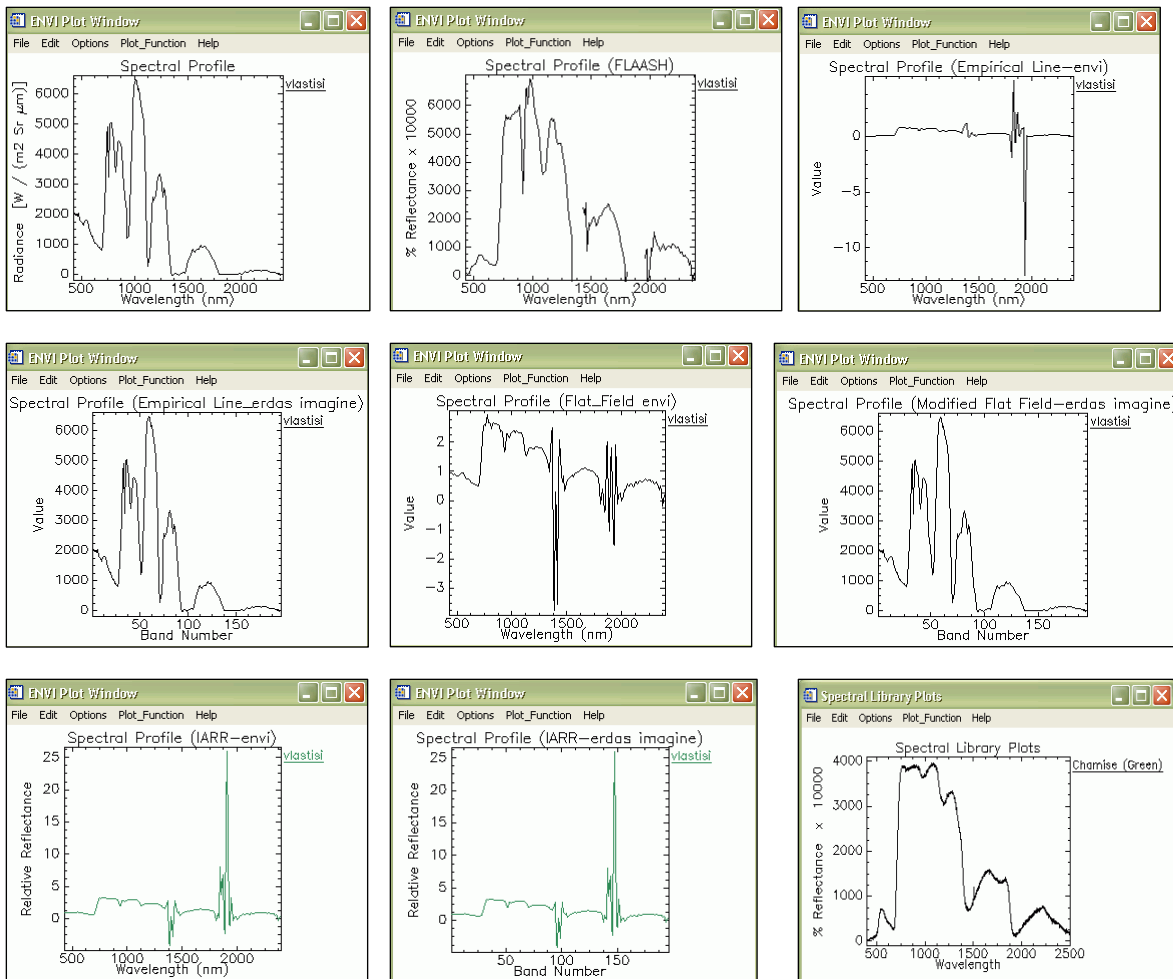 ENVI Plot Window
File Edit Options Plot_Function Help
Spectral Profile
vlastisi
Radiance [W / (m2 Sr μm)]
6000
5000
4000
3000
2000
1000
0
500 1000 1500 2000
Wavelength (nm)
ENVI Plot Window
File Edit Options Plot_Function Help
Spectral Profile (FLAASH)
vlastisi
% Reflectance x 10000
6000
5000
4000
3000
2000
1000
0
500 1000 1500 2000
Wavelength (nm)
ENVI Plot Window
File Edit Options Plot_Function Help
Spectral Profile (Empirical Line-envi)
vlastisi
Value
0
-5
-10
500 1000 1500 2000
Wavelength (nm)
ENVI Plot Window
File Edit Options Plot_Function Help
Spectral Profile (Empirical Line_erdas imagine)
vlastisi
Value
6000
5000
4000
3000
2000
1000
0
50 100 150
Band Number
ENVI Plot Window
File Edit Options Plot_Function Help
Spectral Profile (Flat_Field envi)
vlastisi
Value
2
1
0
-1
-2
-3
500 1000 1500 2000
Wavelength (nm)
ENVI Plot Window
File Edit Options Plot_Function Help
Spectral Profile (Modified Flat Field-erdas imagine)
vlastisi
Value
6000
5000
4000
3000
2000
1000
0
50 100 150
Band Number
ENVI Plot Window
File Edit Options Plot_Function Help
Spectral Profile (IARR-envi)
vlastisi
Relative Reflectance
25
20
15
10
5
0
500 1000 1500 2000
Wavelength (nm)
ENVI Plot Window
File Edit Options Plot_Function Help
Spectral Profile (IARR-erdas imagine)
vlastisi
Relative Reflectance
25
20
15
10
5
0
50 100 150
Band Number
Spectral Library Plots
File Edit Options Plot_Function Help
Spectral Library Plots
Chamise (Green)
% Reflectance x 10000
4000
3000
2000
1000
0
500 1000 1500 2000 2500
Wavelength (nm)